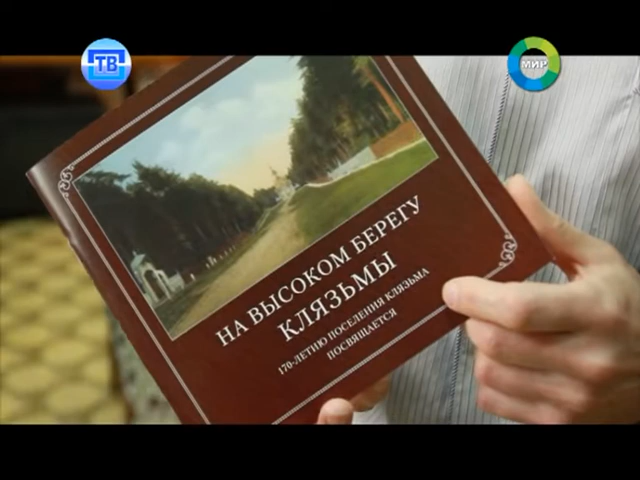 ТВ
МИР
НА ВЫСОКОМ БЕРЕГУ
КЛЯЗЬМЫ
170-ЛЕТИЮ ПОСЕЛЕНИЯ КЛЯЗЬМА
ПОСВЯЩАЕТСЯ